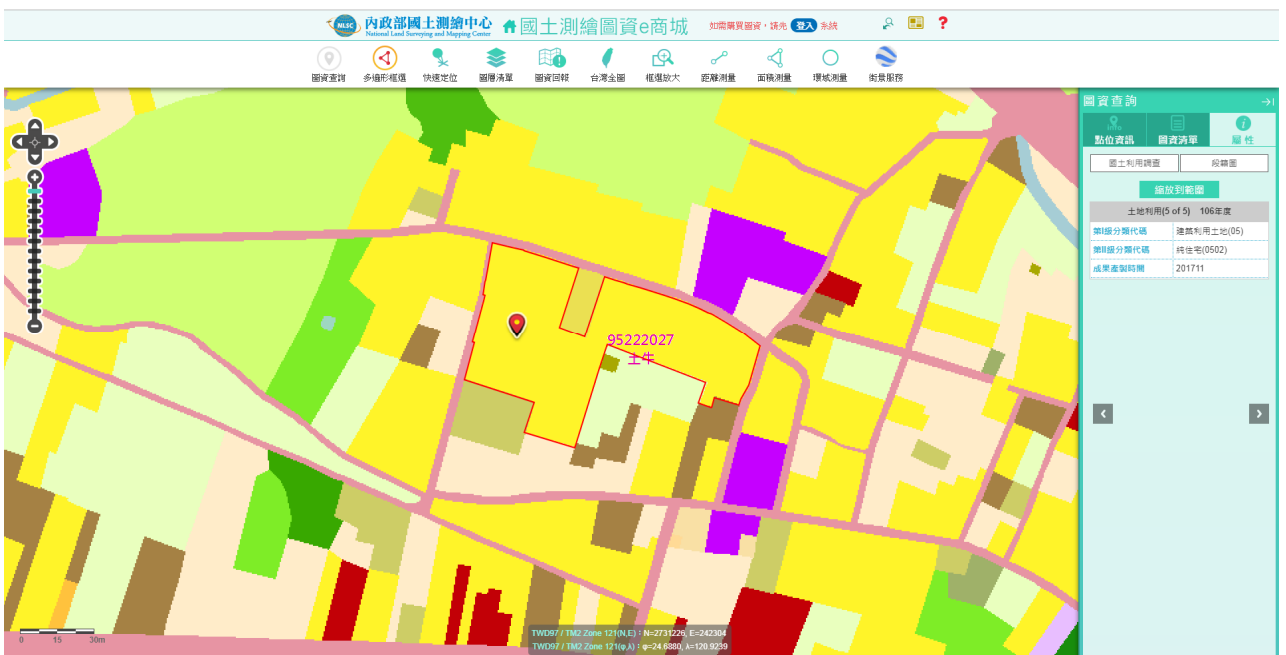 NLSC 內政部國土測繪中心 國土測繪圖資e商城 如需購買圖資，請先 登入 系統 ?
National Land Surveying and Mapping Center
圖資查詢 多邊形框選 快速定位 圖層清單 圖資回報 台灣全圖 框選放大 距離測量 面積測量 環域測量 街景服務
圖資查詢
Info
點位資訊 圖資清單 屬性
國土利用調查 段籍圖
縮放到範圍
土地利用(5 of 5) 106年度
第I級分類代碼 建築利用土地(05)
第II級分類代碼 純住宅(0502)
成果產製時間 201711
95222027
土牛
0 15 30m
TWD97 / TM2 Zone 121(N,E)：N=2731226, E=242304
TWD97 / TM2 Zone 121(φ,λ)：φ=24.6880, λ=120.9239